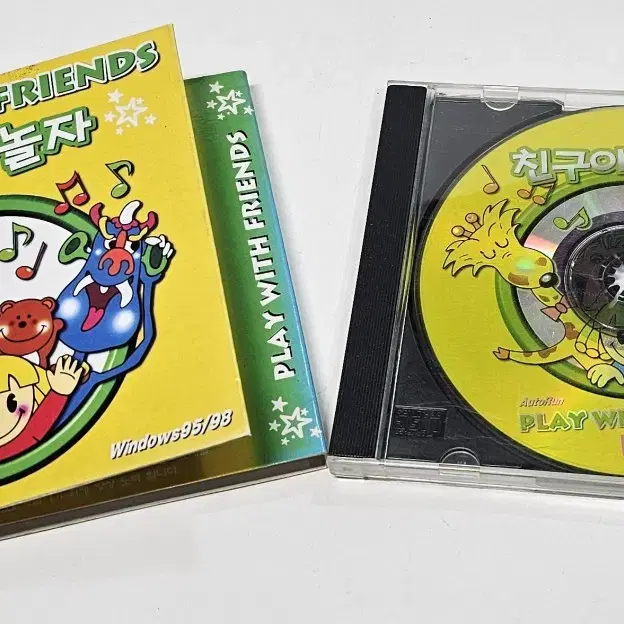 FRIENDS
놀자
Windows95/98
PLAY WITH FRIENDS
친구야
AutoRun
PLAY WI